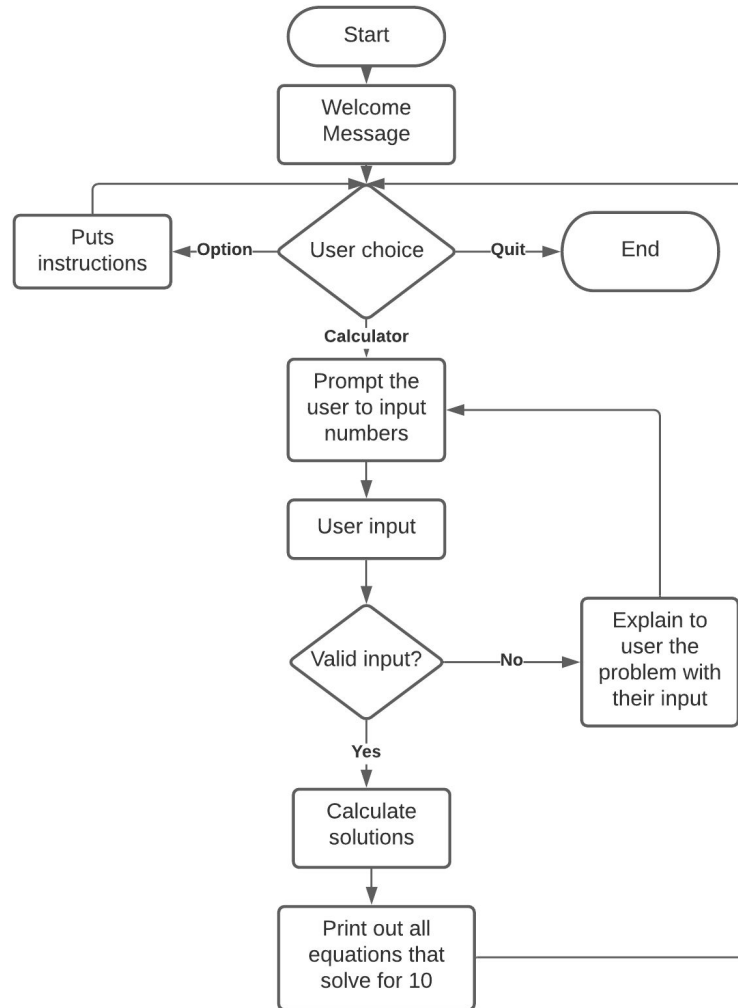 Start
Welcome
Message
Puts
instructions
Option
User choice
Quit
End
Calculator
Prompt the
user to input
numbers
User input
Valid input?
No
Explain to
user the
problem with
their input
Yes
Calculate
solutions
Print out all
equations that
solve for 10